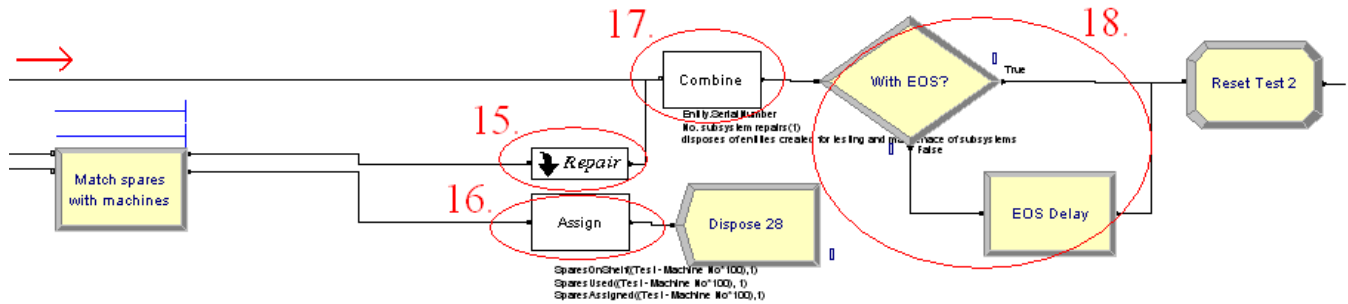 17.
18.
Combine
With EOS?
True
Reset Test 2
Entity.SerialNumber
No. subsystem repairs(1)
disposes of entities created for testing and of subsystems
False
15.
Repair
Match spares
with machines
16.
Assign
Dispose 28
EOS Delay
SparesOnShelf((Test - Machine No*100),1)
SparesUsed((Test - Machine No*100), 1)
SparesAssigned((Test - Machine No*100),1)